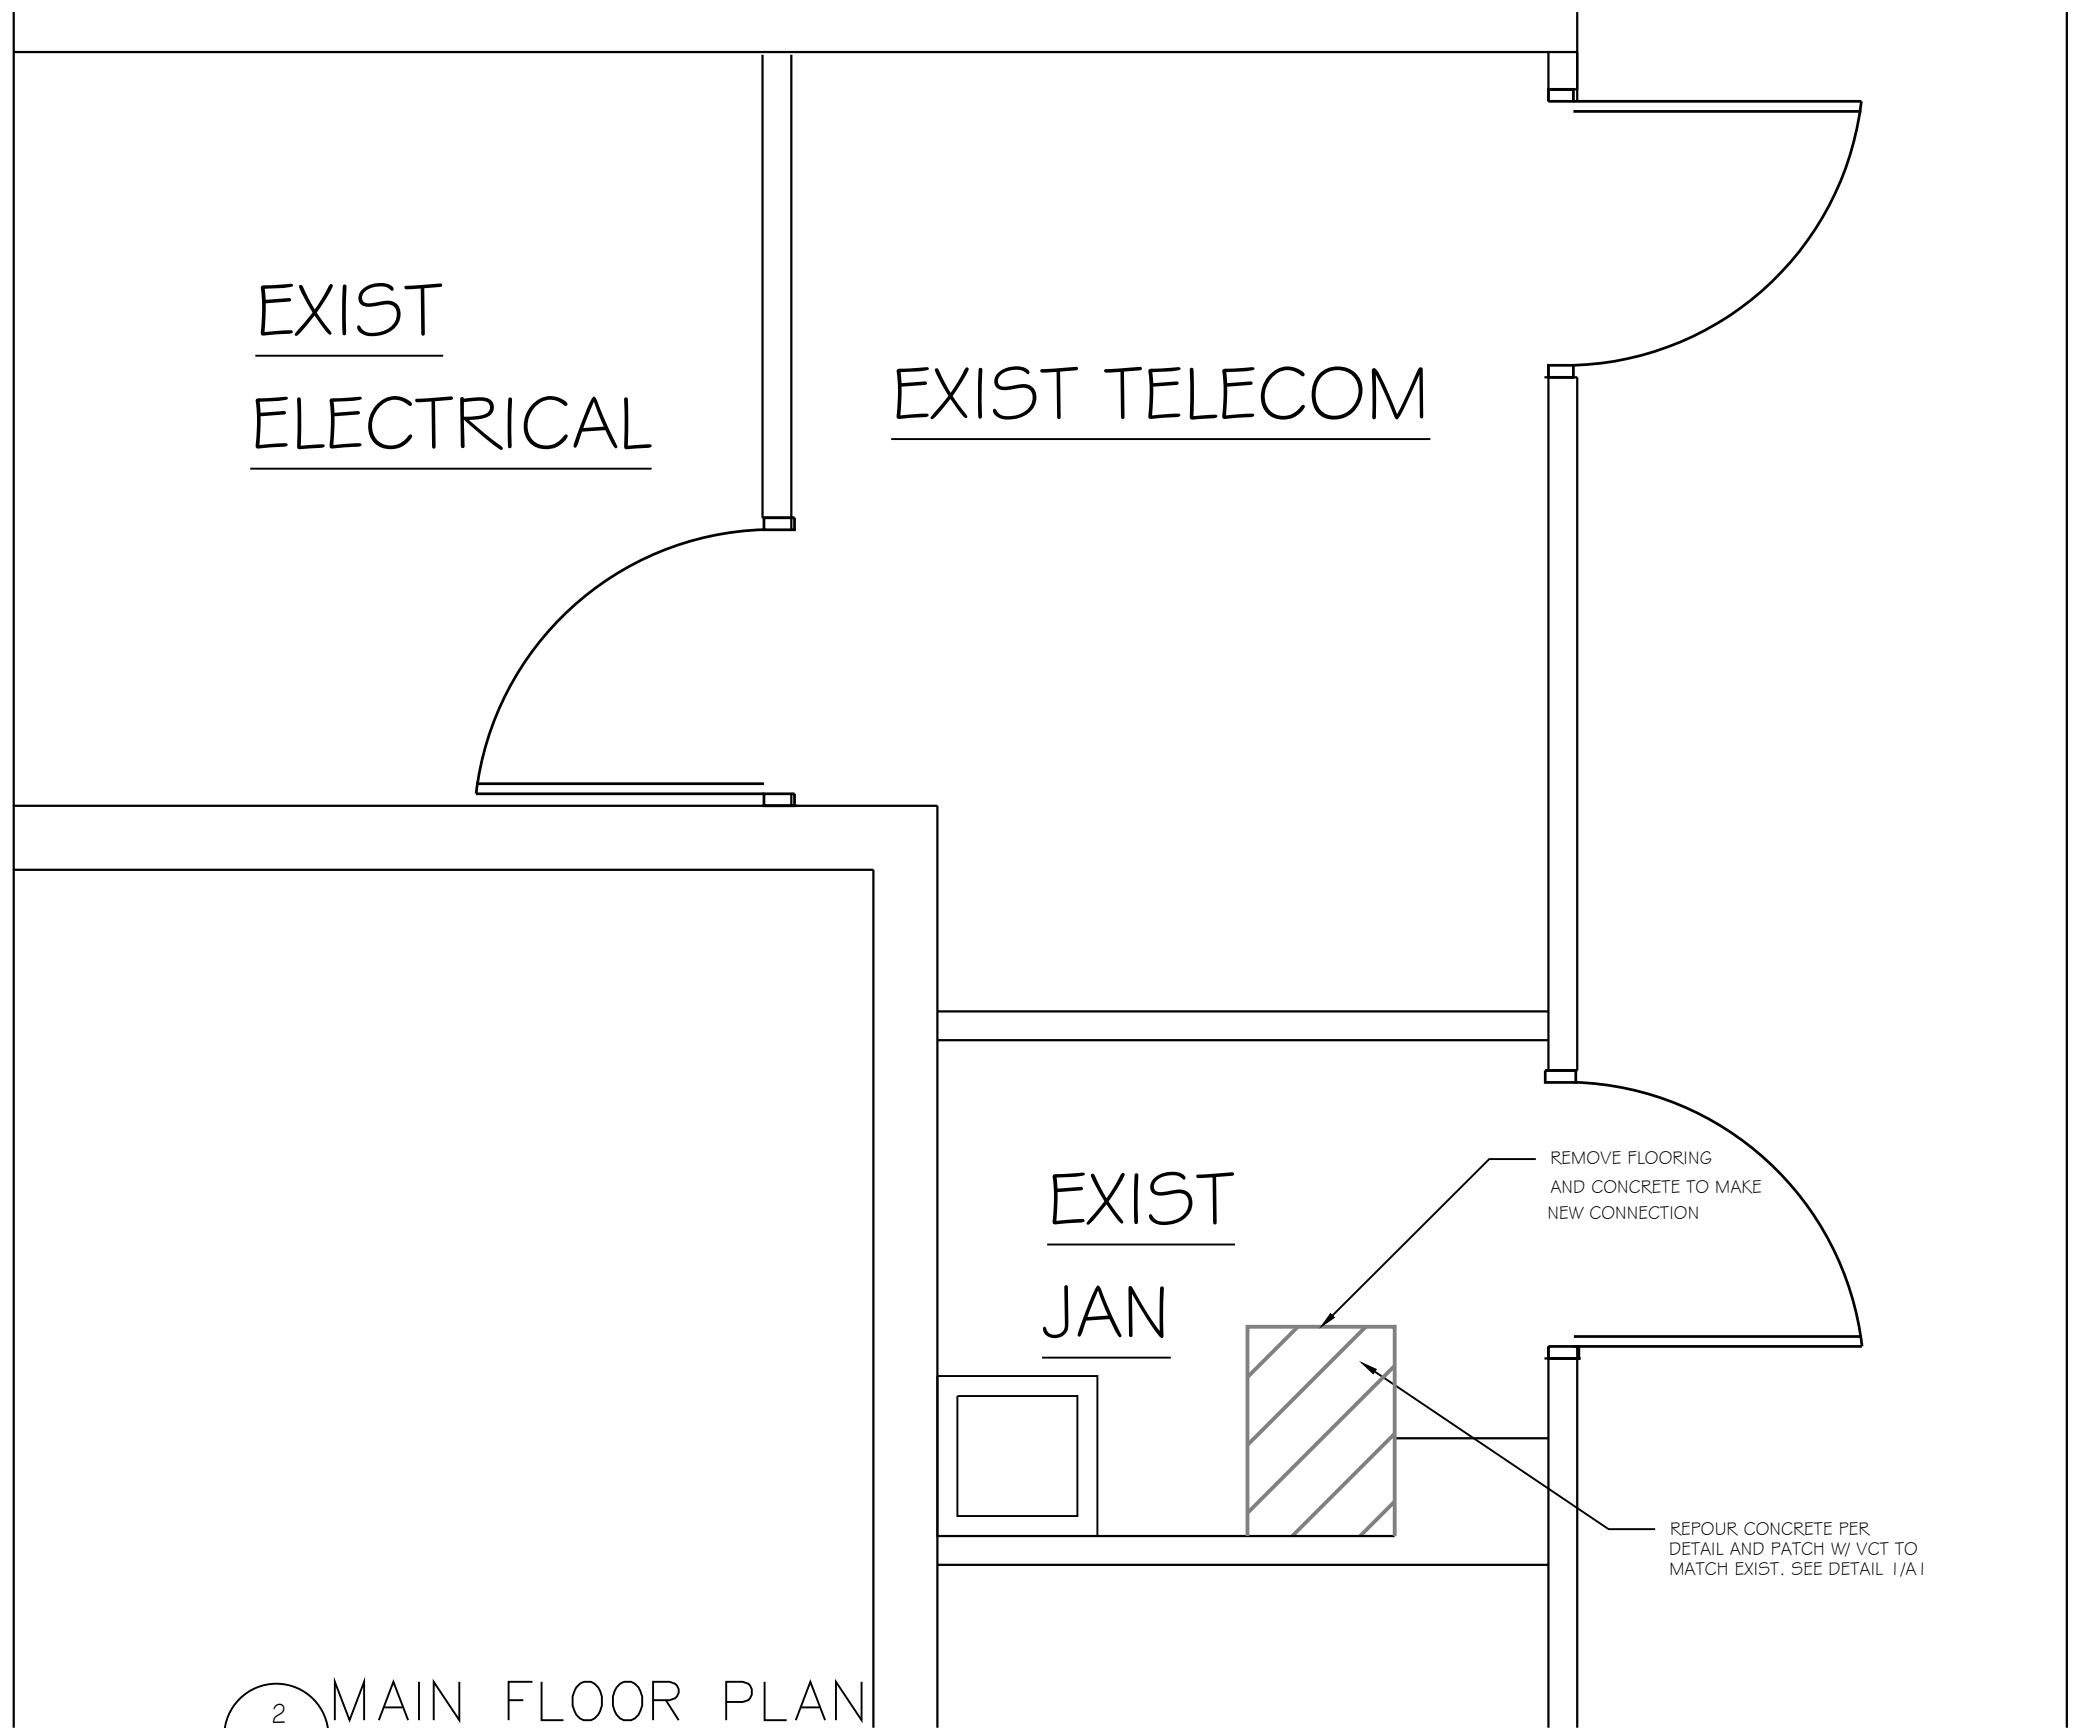 EXIST
ELECTRICAL
EXIST TELECOM
EXIST
JAN
REMOVE FLOORING
AND CONCRETE TO MAKE
NEW CONNECTION
REPOUR CONCRETE PER
DETAIL AND PATCH W/ VCT TO
MATCH EXIST. SEE DETAIL 1/A1
2
MAIN FLOOR PLAN